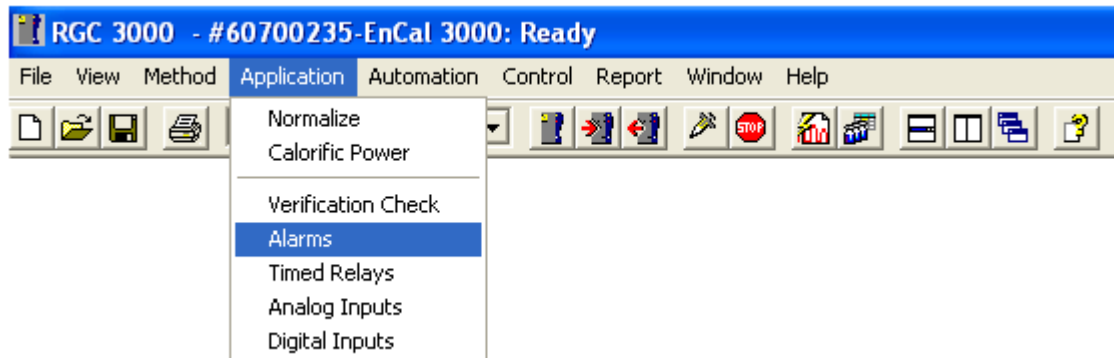 RGC 3000 - #60700235-EnCal 3000: Ready
File View Method Application Automation Control Report Window Help
STOP
Normalize
Calorific Power
Verification Check
Alarms
Timed Relays
Analog Inputs
Digital Inputs